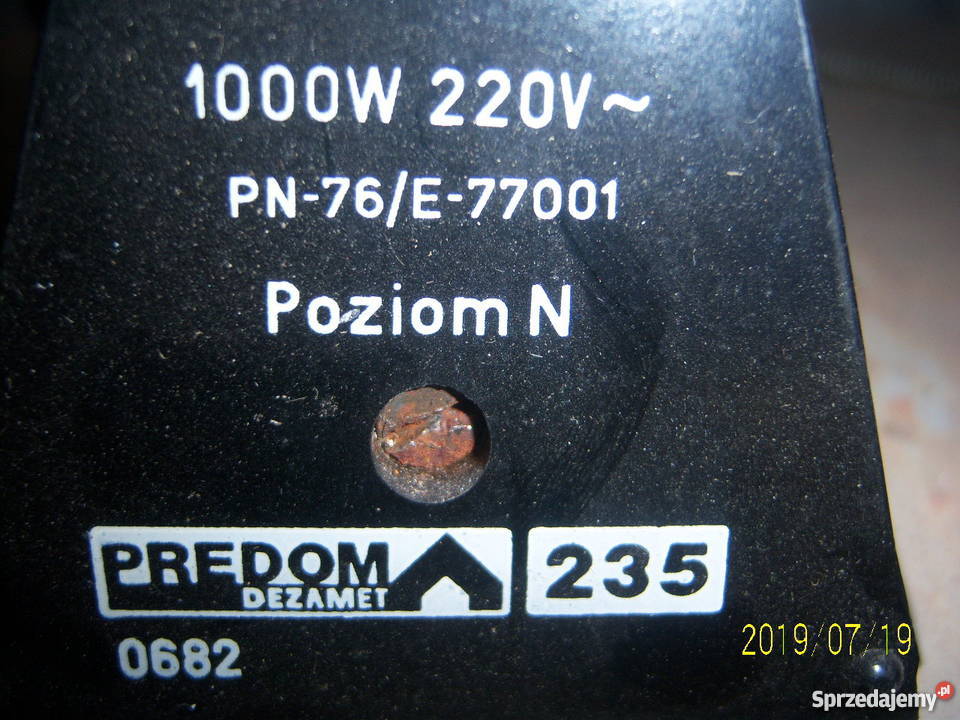 1000W 220V~
PN-76/E-77001
Poziom N
PREDOM
DEZAMET
235
0682
2019/07/19
Sprzedajemy.pl